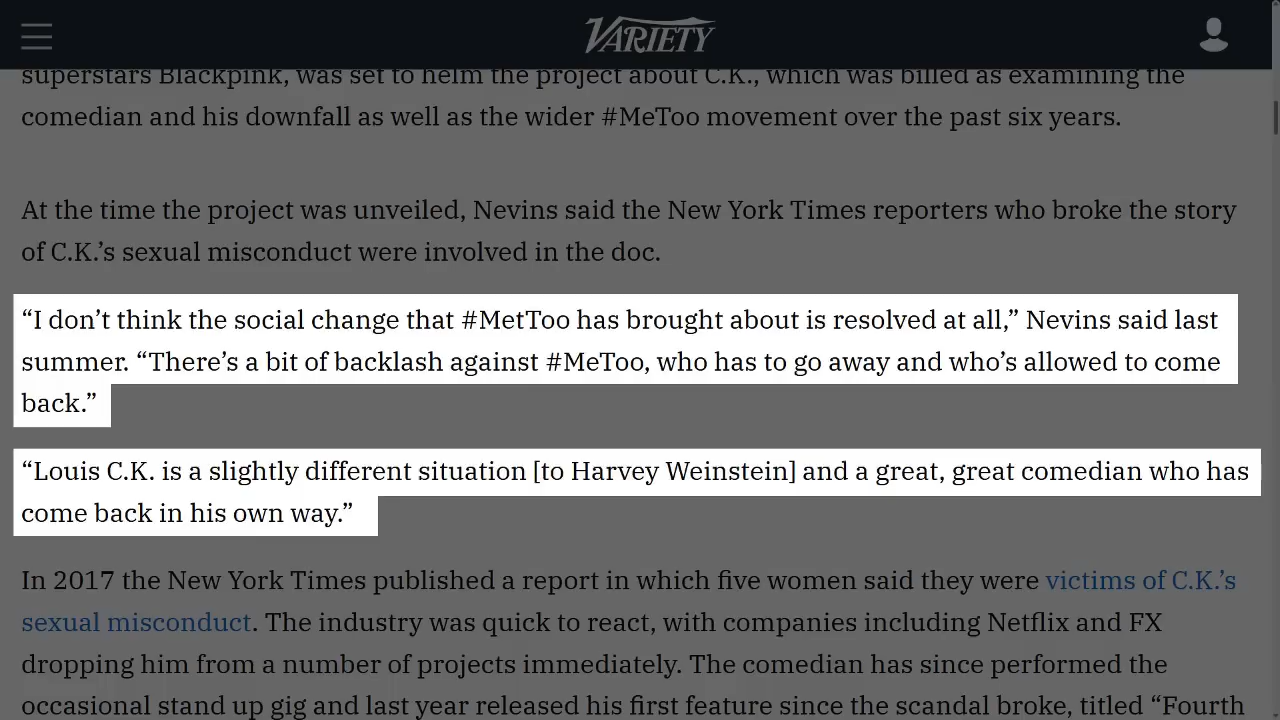 VARIETY
superstars Blackpink, was set to helm the project about C.K., which was billed as examining the
comedian and his downfall as well as the wider #MeToo movement over the past six years.
At the time the project was unveiled, Nevins said the New York Times reporters who broke the story
of C.K.’s sexual misconduct were involved in the doc.
“I don’t think the social change that #MetToo has brought about is resolved at all,” Nevins said last
summer. “There’s a bit of backlash against #MeToo, who has to go away and who’s allowed to come
back.”
“Louis C.K. is a slightly different situation [to Harvey Weinstein] and a great, great comedian who has
come back in his own way.”
In 2017 the New York Times published a report in which five women said they were victims of C.K.’s
sexual misconduct. The industry was quick to react, with companies including Netflix and FX
dropping him from a number of projects immediately. The comedian has since performed the
occasional stand up gig and last year released his first feature since the scandal broke, titled “Fourth